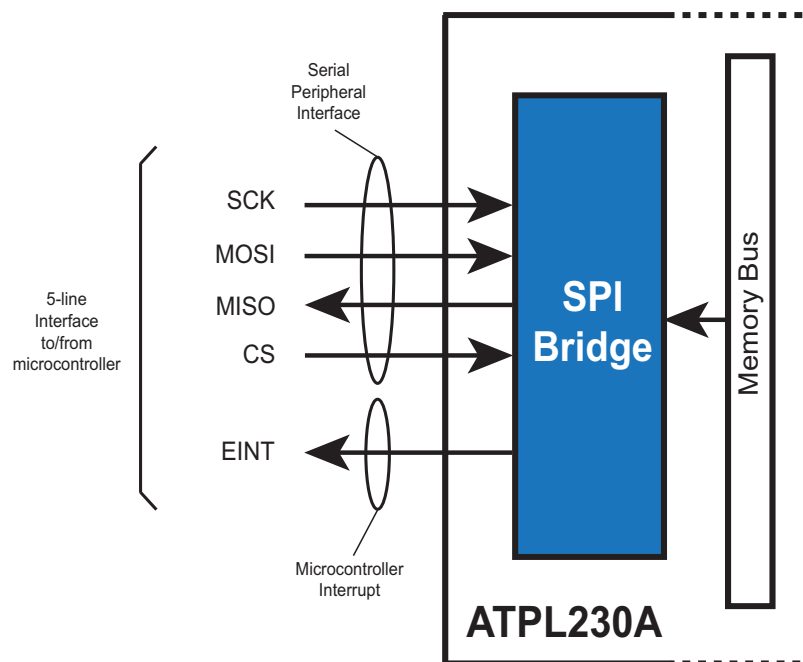 Serial
Peripheral
Interface
SCK
MOSI
MISO
CS
EINT
5-line
Interface
to/from
microcontroller
SPI
Bridge
Memory Bus
Microcontroller
Interrupt
ATPL230A